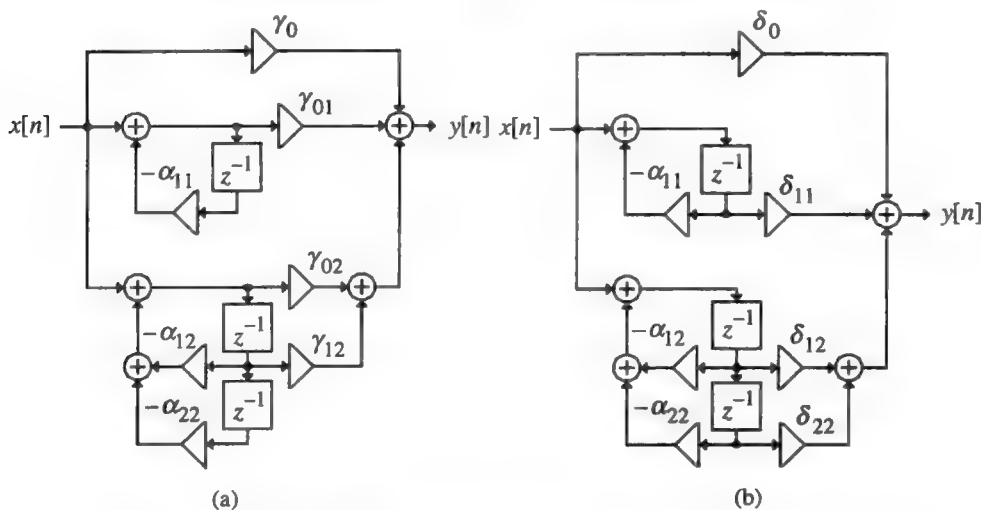 γ₀
x[n]
γ₀₁
y[n]
z⁻¹
-α₁₁
γ₀₂
z⁻¹
-α₁₂
γ₁₂
z⁻¹
-α₂₂
(a)
δ₀
x[n]
z⁻¹
-α₁₁
δ₁₁
y[n]
z⁻¹
-α₁₂
δ₁₂
z⁻¹
-α₂₂
δ₂₂
(b)